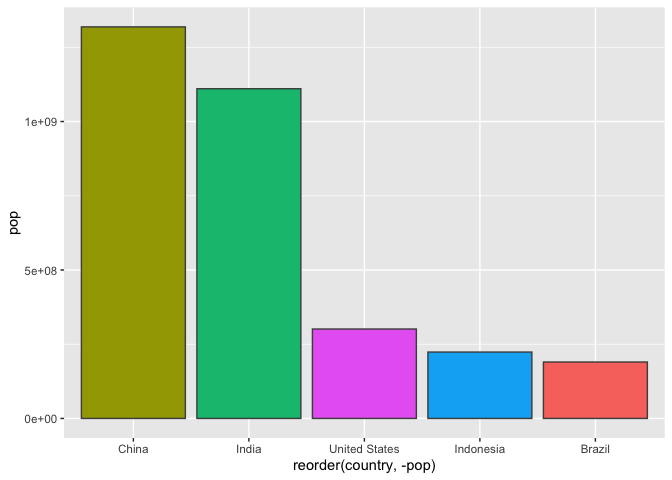 pop
1e+09
5e+08
0e+00
China India United States Indonesia Brazil
reorder(country, -pop)